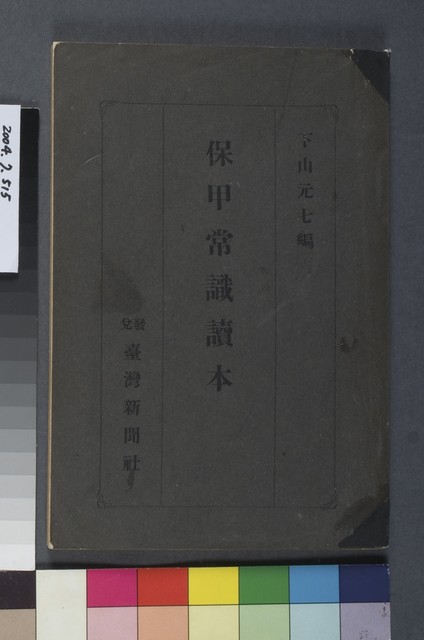 下山元七編
保甲常識讀本
發兌 臺灣新聞社
2004.7.515